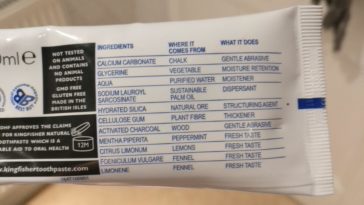 0ml e
NOT TESTED
ON ANIMALS
AND CONTAINS
NO ANIMAL
PRODUCTS
GMO FREE
GLUTEN FREE
MADE IN THE
BRITISH ISLES
DHF APPROVES THE CLAIMS
FOR KINGFISHER NATURAL
TOOTHPASTE WHICH IS A
ABLE AID TO ORAL HEALTH
12M
w.kingfishertoothpaste.com
INGREDIENTS WHERE IT COMES FROM WHAT IT DOES
CALCIUM CARBONATE CHALK GENTLE ABRASIVE
GLYCERINE VEGETABLE MOISTURE RETENTION
AQUA PURIFIED WATER MOISTENER
SODIUM LAUROYL SARCOSINATE SUSTAINABLE PALM OIL DISPERSANT
HYDRATED SILICA NATURAL ORE STRUCTURING AGENT
CELLULOSE GUM PLANT FIBRE THICKENER
ACTIVATED CHARCOAL WOOD GENTLE ABRASIVE
MENTHA PIPERITA PEPPERMINT FRESH TASTE
CITRUS LIMONUM LEMON FRESH TASTE
FOENICULUM VULGARE FENNEL FRESH TASTE
LIMONENE FENNEL FRESH TASTE